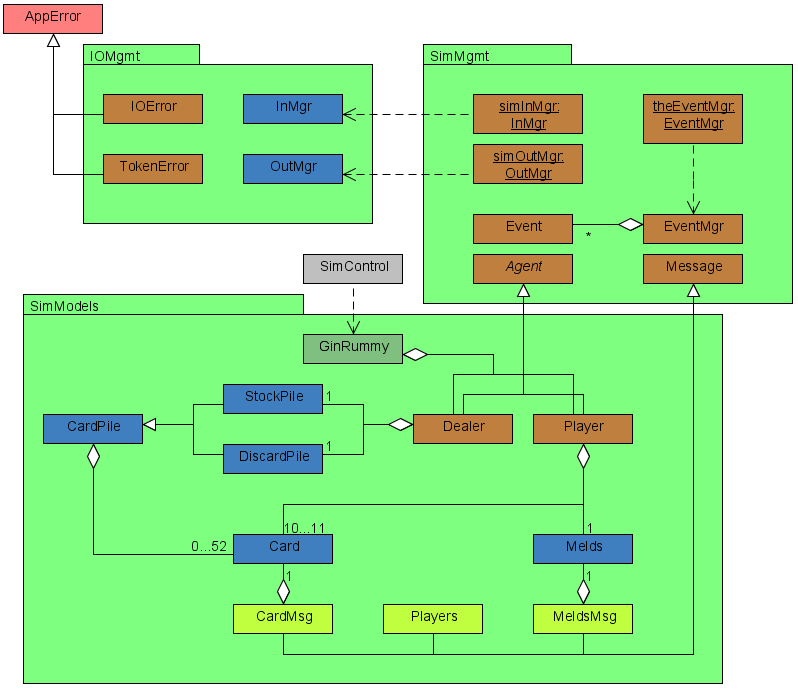 AppError
IOMgmt
SimMgmt
IOError
InMgr
simInMgr:
InMgr
theEventMgr:
EventMgr
TokenError
OutMgr
simOutMgr:
OutMgr
Event
*
EventMgr
SimControl
Agent
Message
SimModels
GinRummy
StockPile
1
CardPile
Dealer
Player
DiscardPile
1
0...52
10...11
Card
1
Melds
1
1
CardMsg
Players
MeldsMsg